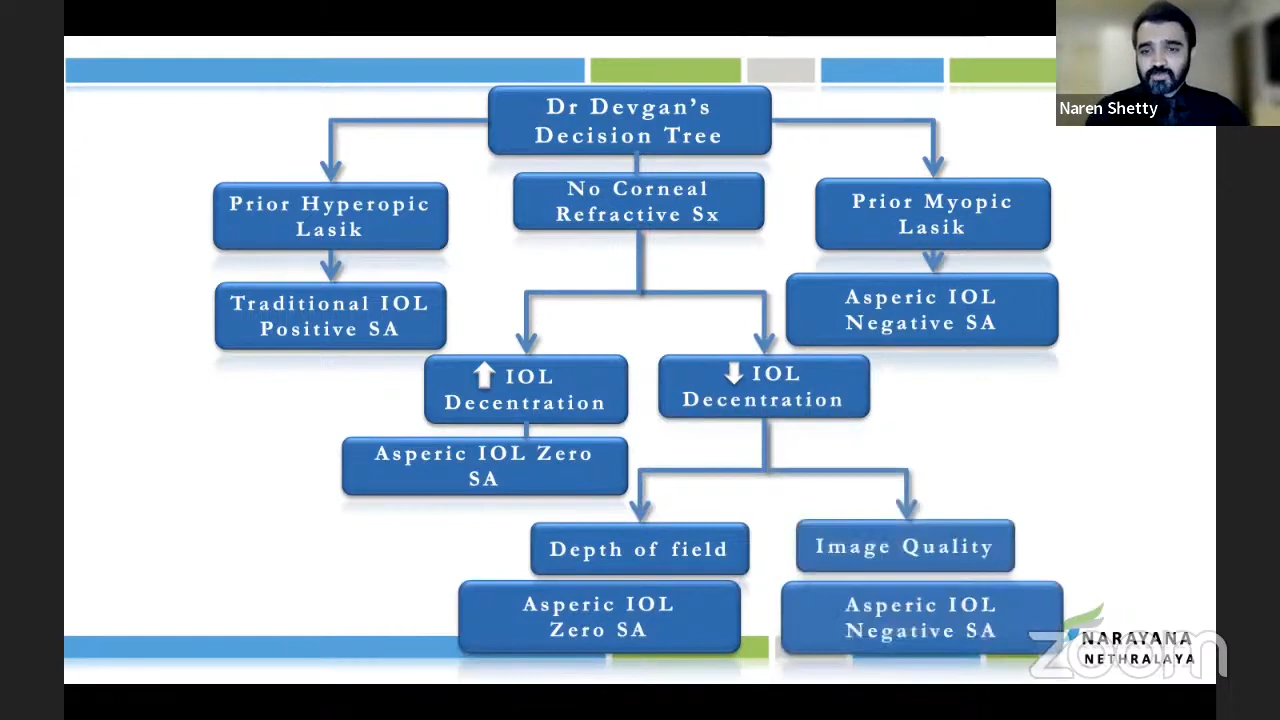 Naren Shetty
Dr Devgan's
Decision Tree
Prior Hyperopic
Lasik
No Corneal
Refractive Sx
Prior Myopic
Lasik
Traditional IOL
Positive SA
Asperic IOL
Negative SA
IOL
Decentration
IOL
Decentration
Asperic IOL Zero
SA
Depth of field
Image Quality
Asperic IOL
Zero SA
Asperic IOL
Negative SA
NARAYANA
NETHRALAYA
zoom